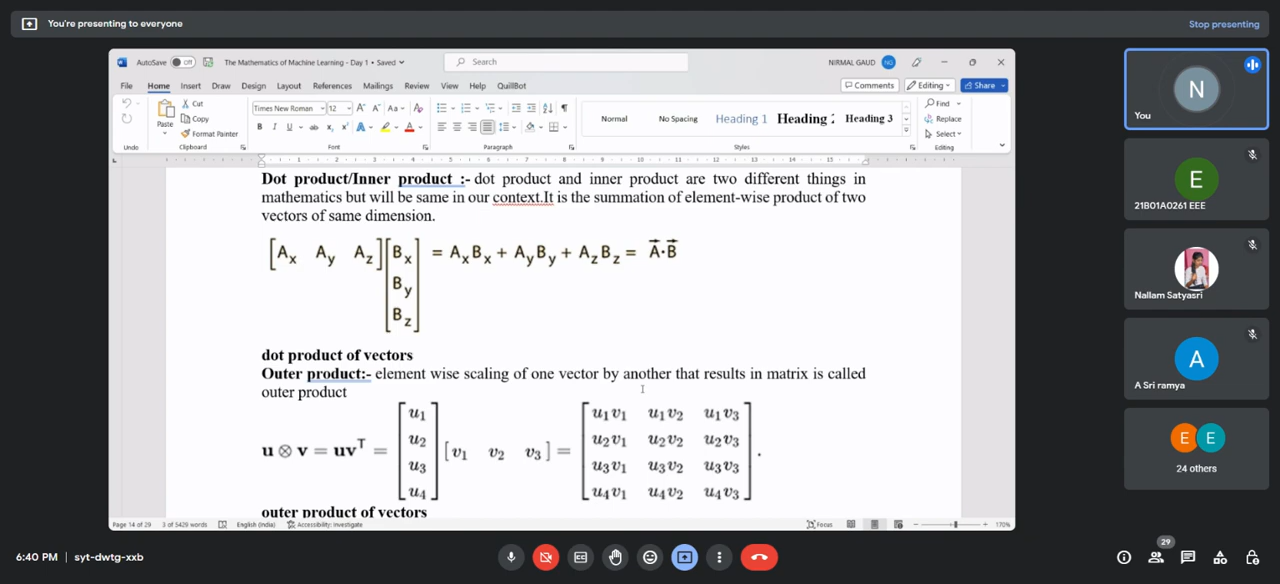 You're presenting to everyone
Stop presenting
AutoSave Off The Mathematics of Machine Learning - Day 1 • Saved Search NIRMAL GAUD NG
File Home Insert Draw Design Layout References Mailings Review View Help QuillBot Comments Editing Share
Paste Cut Copy Format Painter
Times New Roman 12
Normal No Spacing Heading 1 Heading 2 Heading 3
Find Replace Select
Undo Clipboard Font Paragraph Styles Editing
Dot product/Inner product :- dot product and inner product are two different things in
mathematics but will be same in our context.It is the summation of element-wise product of two
vectors of same dimension.
[Ax Ay Az] [Bx By Bz] = AxBx + AyBy + AzBz = A·B
dot product of vectors
Outer product:- element wise scaling of one vector by another that results in matrix is called
outer product
u1 u1v1 u1v2 u1v3
u2 u2v1 u2v2 u2v3
u ⊗ v = uvT = [v1 v2 v3] = .
u3 u3v1 u3v2 u3v3
u4 u4v1 u4v2 u4v3
outer product of vectors
Page 14 of 29 3 of 5429 words English (India) Accessibility: Investigate Focus 170%
N
You
E
21B01A0261 EEE
Nallam Satyasri
A
A Sri ramya
E E
24 others
6:40 PM | syt-dwtg-xxb
29